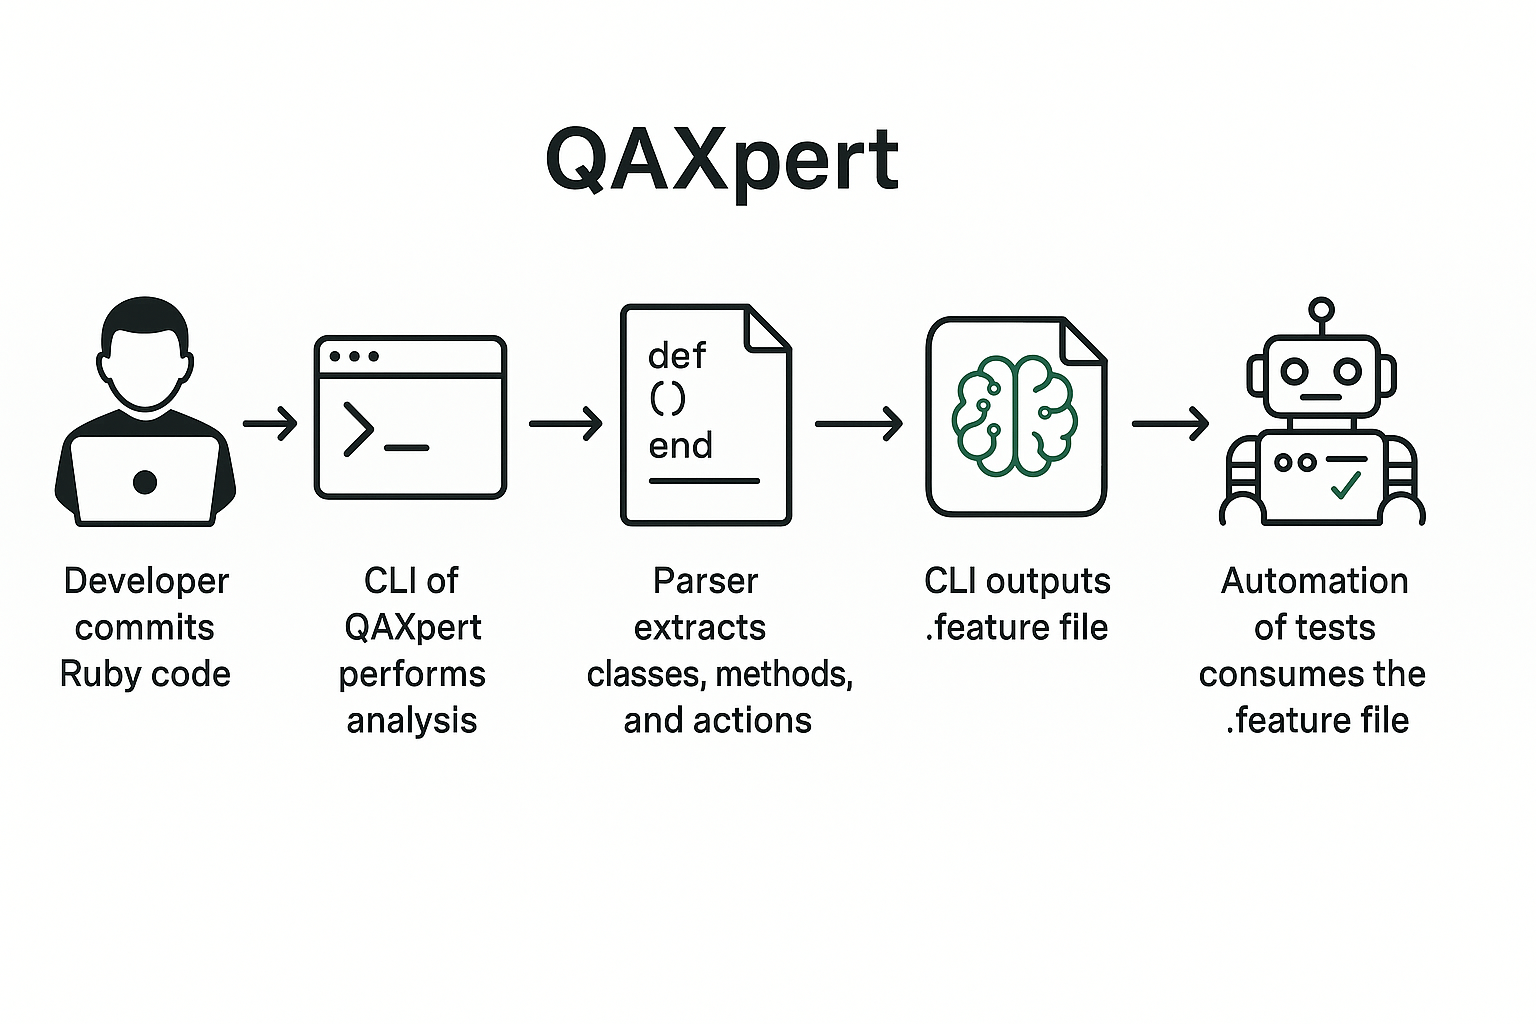 QAXpert
>_
def
()
end
Developer
commits
Ruby code
CLI of
QAXpert
performs
analysis
Parser
extracts
classes, methods,
and actions
CLI outputs
.feature file
Automation
of tests
consumes the
.feature file